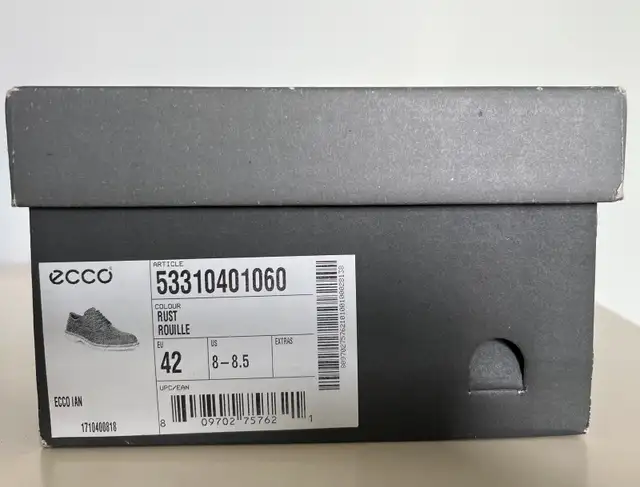 ecco
ARTICLE
53310401060
COLOUR
RUST
ROUILLE
EU
42
US
8-8.5
EXTRAS
ECCO IAN
1710400818
UPC/EAN
8 09702 75762 1